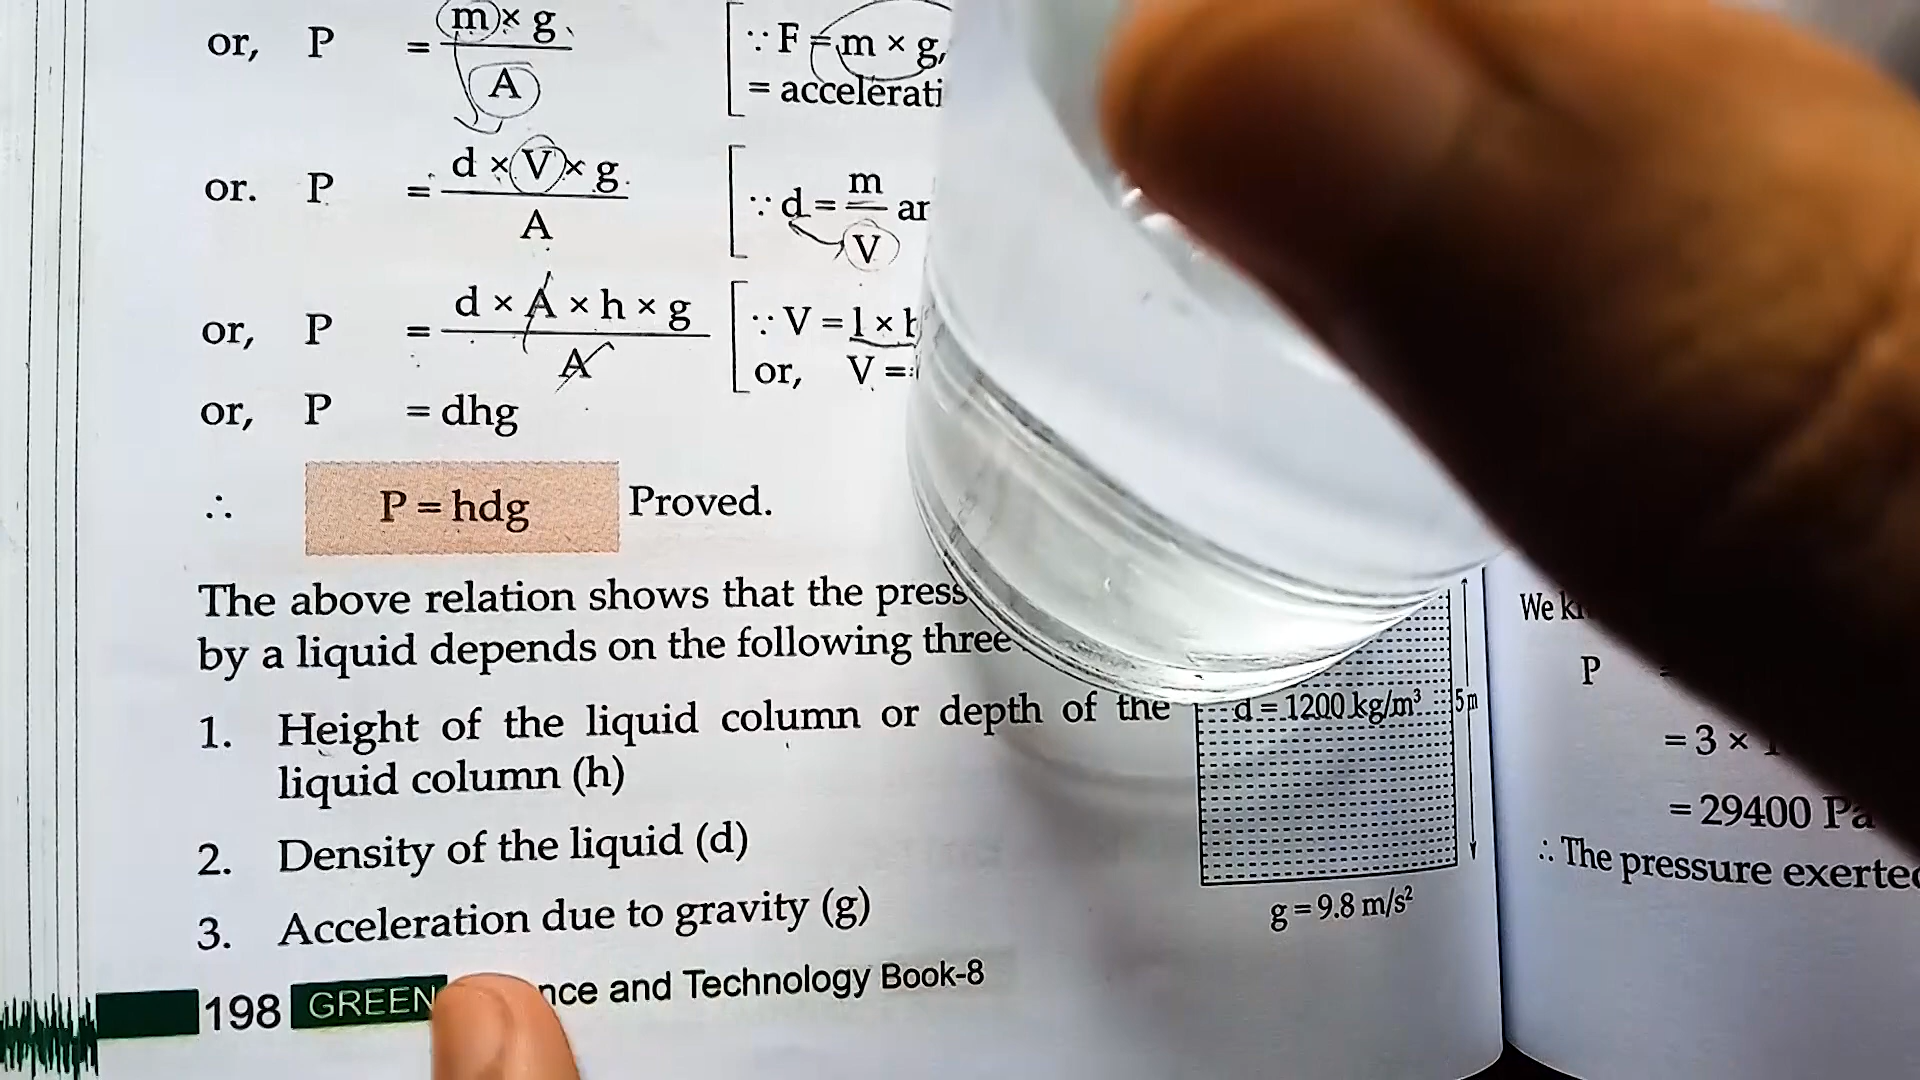 or, P = m × g / A [∵ F = m × g,
= accelerati
or. P = d × V × g / A [∵ d = m / V ar
or, P = d × A × h × g / A [∵ V = l × b
or, V =
or, P = dhg
∴ P = hdg Proved.
The above relation shows that the press
by a liquid depends on the following three
1. Height of the liquid column or depth of the
liquid column (h)
2. Density of the liquid (d)
3. Acceleration due to gravity (g)
198 GREEN nce and Technology Book-8
d = 1200 kg/m³ 5m
g = 9.8 m/s²
We k
P =
= 3 × 1
= 29400 Pa
∴ The pressure exerted